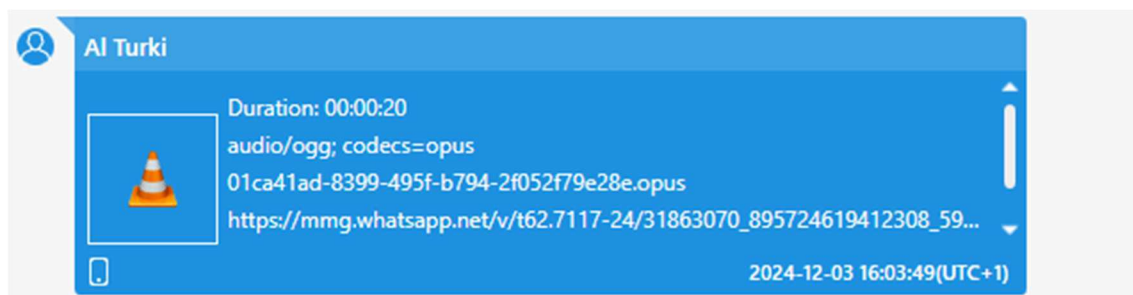 Al Turki
Duration: 00:00:20
audio/ogg; codecs=opus
01ca41ad-8399-495f-b794-2f052f79e28e.opus
https://mmg.whatsapp.net/v/t62.7117-24/31863070_895724619412308_59...
2024-12-03 16:03:49(UTC+1)